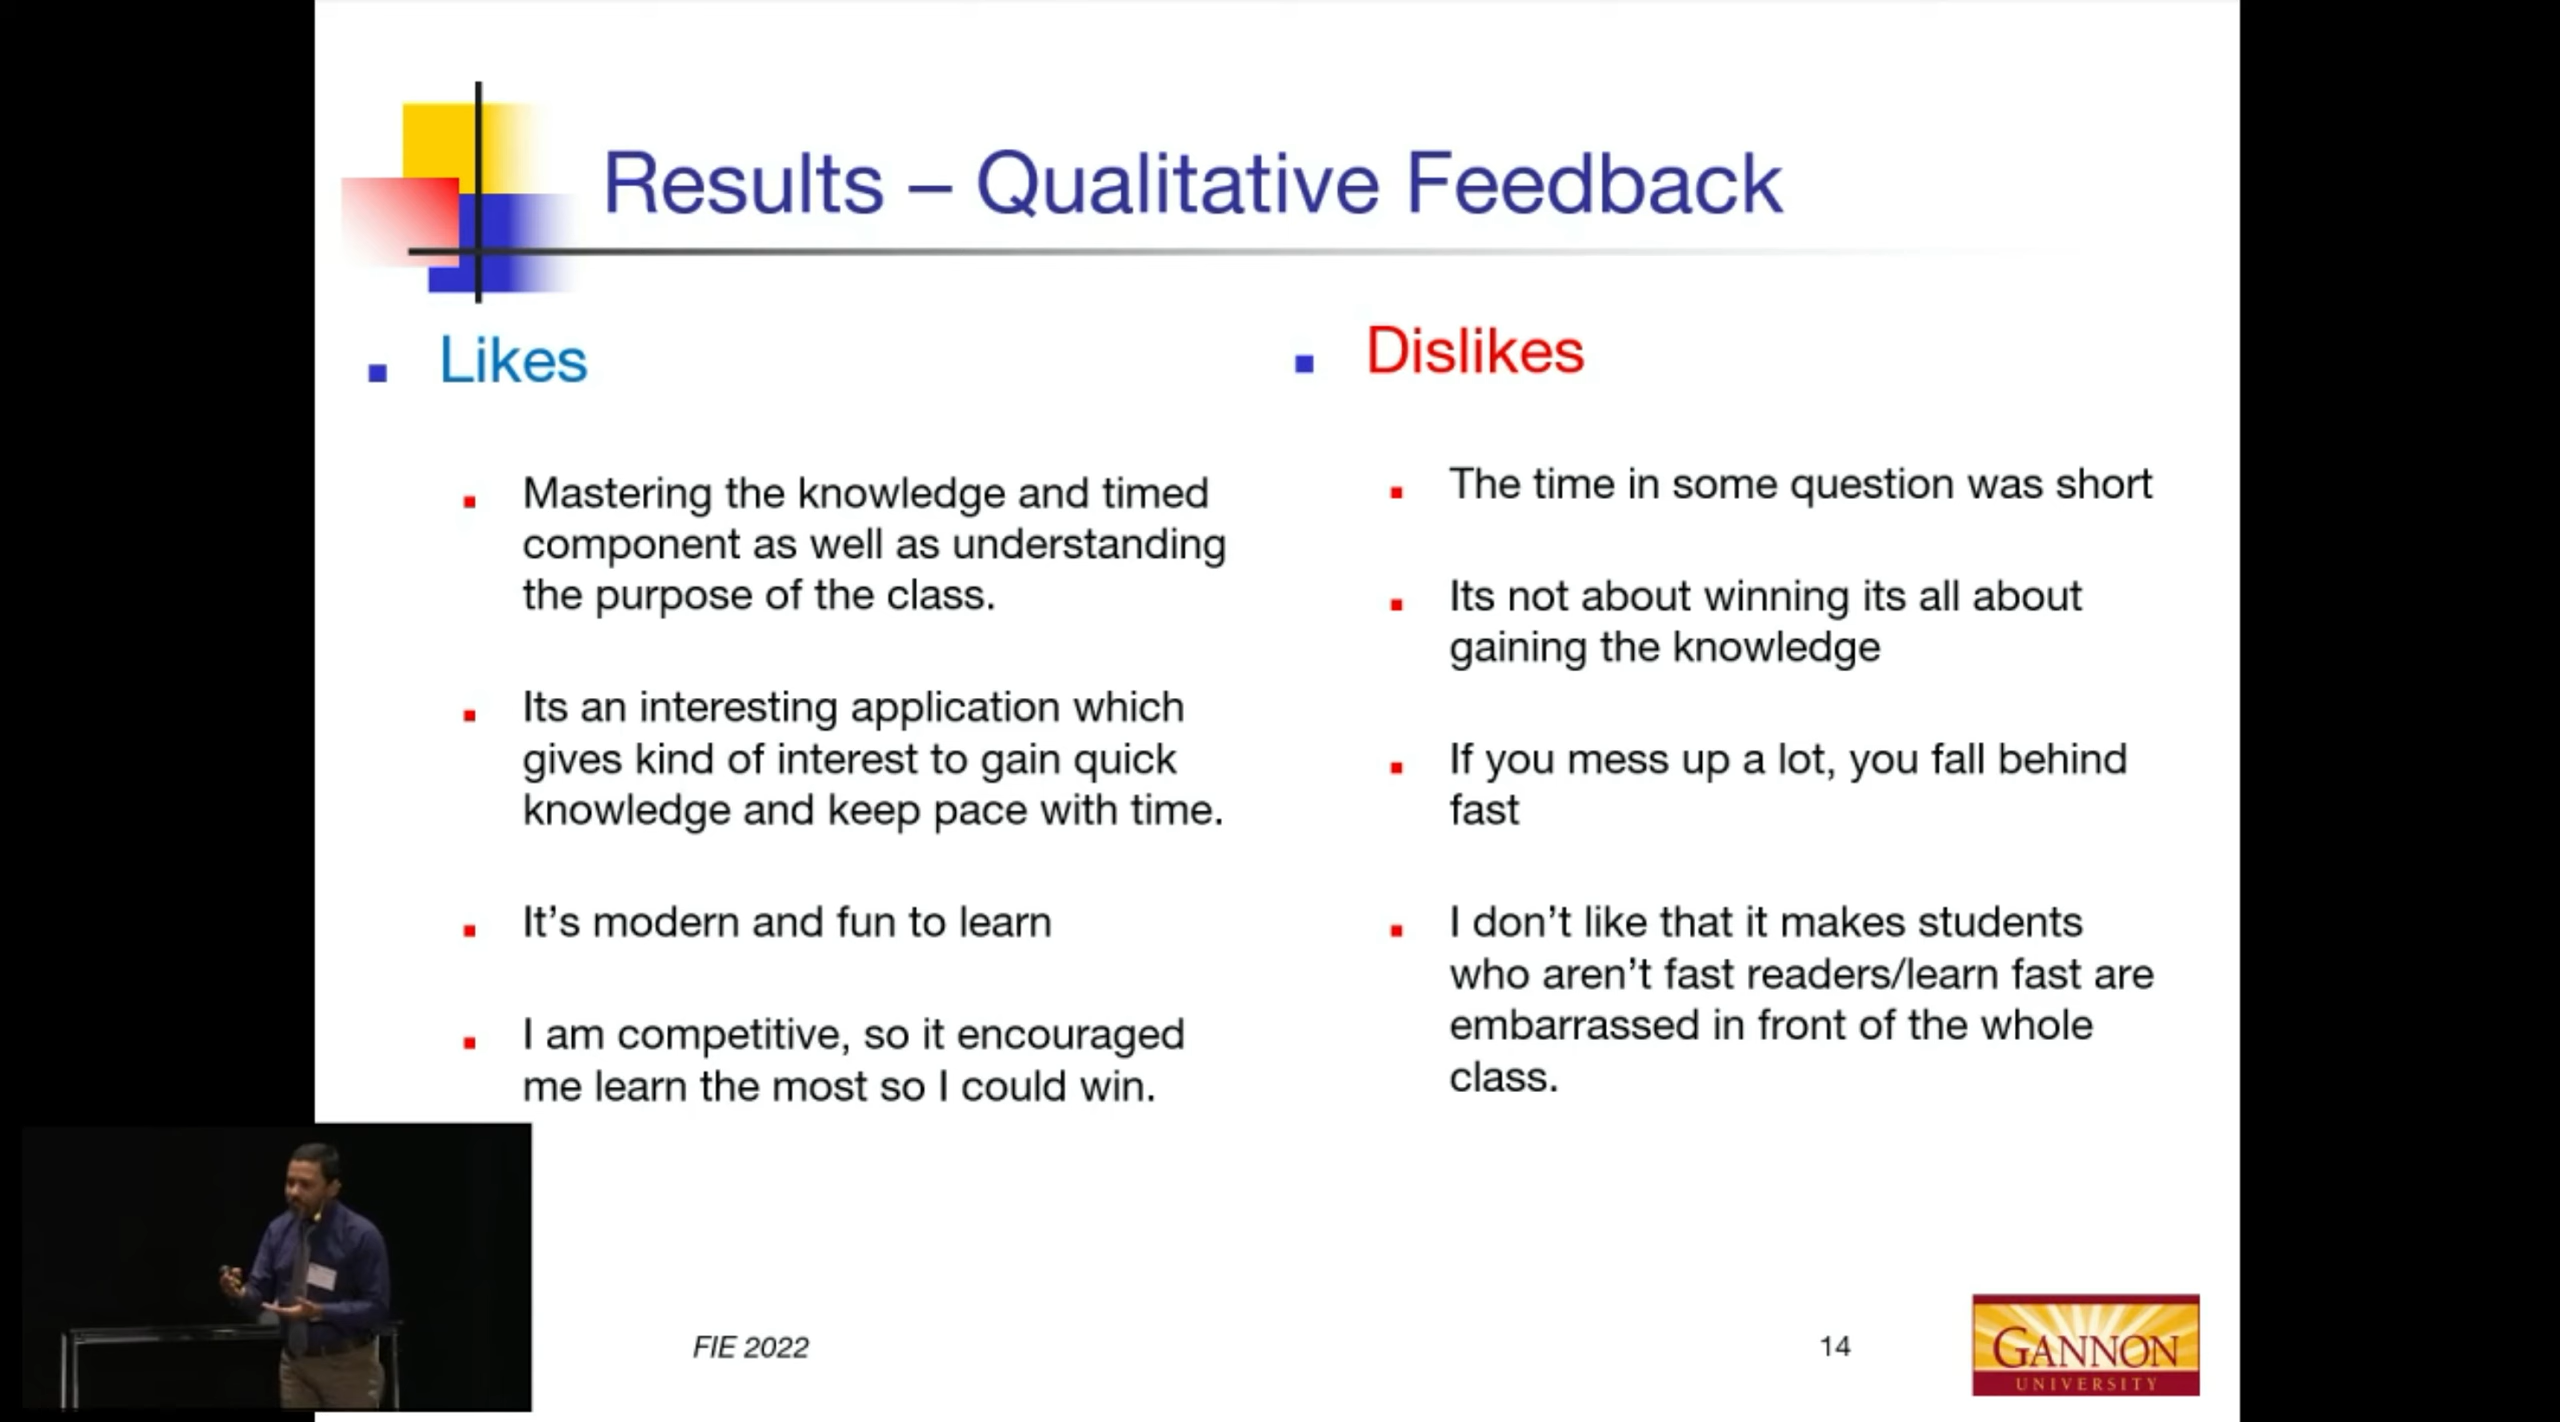 Results – Qualitative Feedback
Likes
Mastering the knowledge and timed
component as well as understanding
the purpose of the class.
Its an interesting application which
gives kind of interest to gain quick
knowledge and keep pace with time.
It’s modern and fun to learn
I am competitive, so it encouraged
me learn the most so I could win.
Dislikes
The time in some question was short
Its not about winning its all about
gaining the knowledge
If you mess up a lot, you fall behind
fast
I don’t like that it makes students
who aren’t fast readers/learn fast are
embarrassed in front of the whole
class.
FIE 2022
14
GANNON
UNIVERSITY